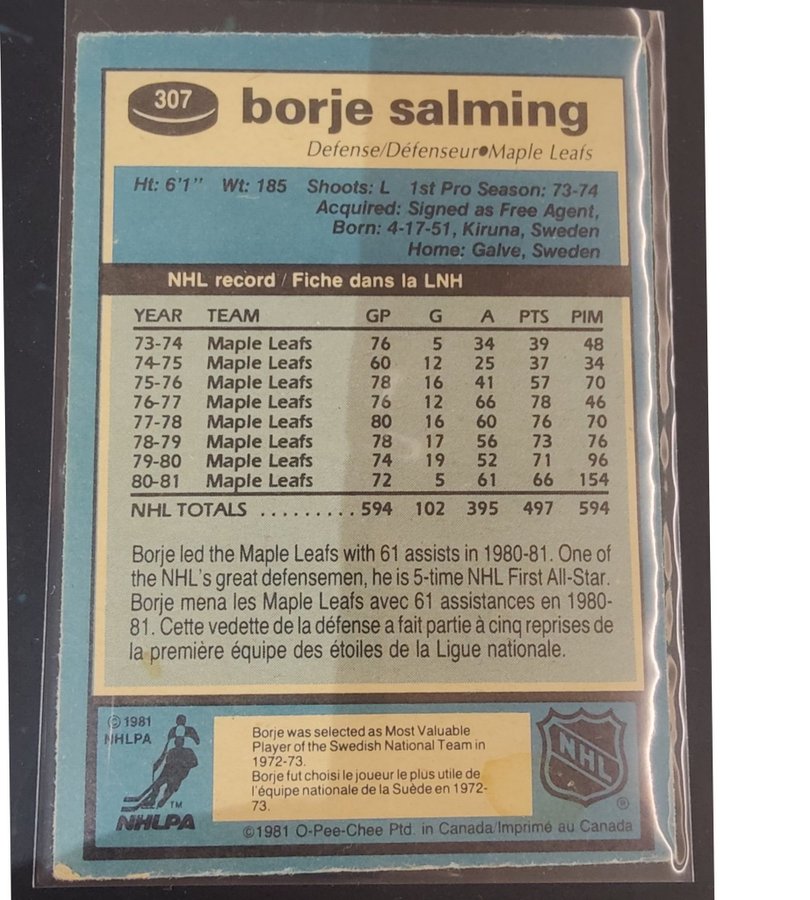 307
borje salming
Defense/Défenseur●Maple Leafs
Ht: 6'1" Wt: 185 Shoots: L 1st Pro Season: 73-74
Acquired: Signed as Free Agent,
Born: 4-17-51, Kiruna, Sweden
Home: Galve, Sweden
NHL record / Fiche dans la LNH
YEAR TEAM GP G A PTS PIM
73-74 Maple Leafs 76 5 34 39 48
74-75 Maple Leafs 60 12 25 37 34
75-76 Maple Leafs 78 16 41 57 70
76-77 Maple Leafs 76 12 66 78 46
77-78 Maple Leafs 80 16 60 76 70
78-79 Maple Leafs 78 17 56 73 76
79-80 Maple Leafs 74 19 52 71 96
80-81 Maple Leafs 72 5 61 66 154
NHL TOTALS .......... 594 102 395 497 594
Borje led the Maple Leafs with 61 assists in 1980-81. One of
the NHL's great defensemen, he is 5-time NHL First All-Star.
Borje mena les Maple Leafs avec 61 assistances en 1980-
81. Cette vedette de la défense a fait partie à cinq reprises de
la première équipe des étoiles de la Ligue nationale.
© 1981
NHLPA
TM
NHLPA
Borje was selected as Most Valuable
Player of the Swedish National Team in
1972-73.
Borje fut choisi le joueur le plus utile de
l'équipe nationale de la Suède en 1972-
73.
NHL
®
©1981 O-Pee-Chee Ptd. in Canada/Imprimé au Canada